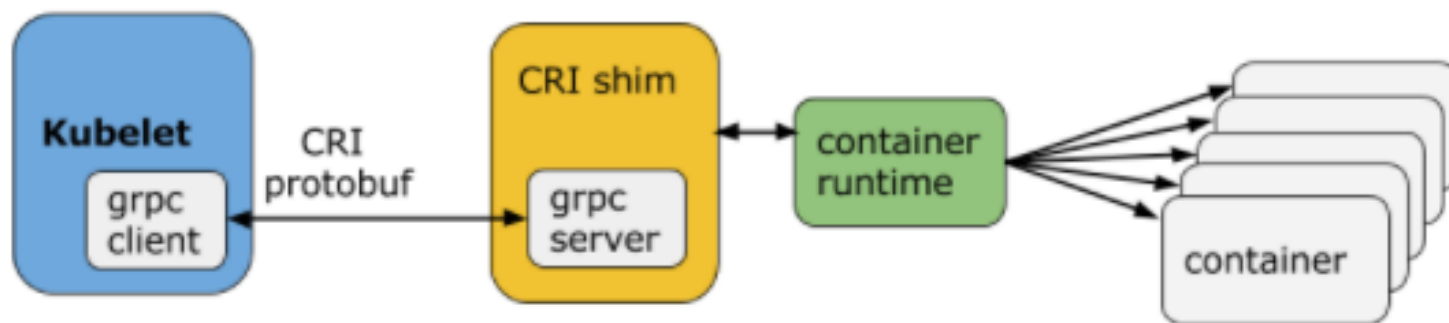 Kubelet
grpc
client
CRI
protobuf
CRI shim
grpc
server
container
runtime
container